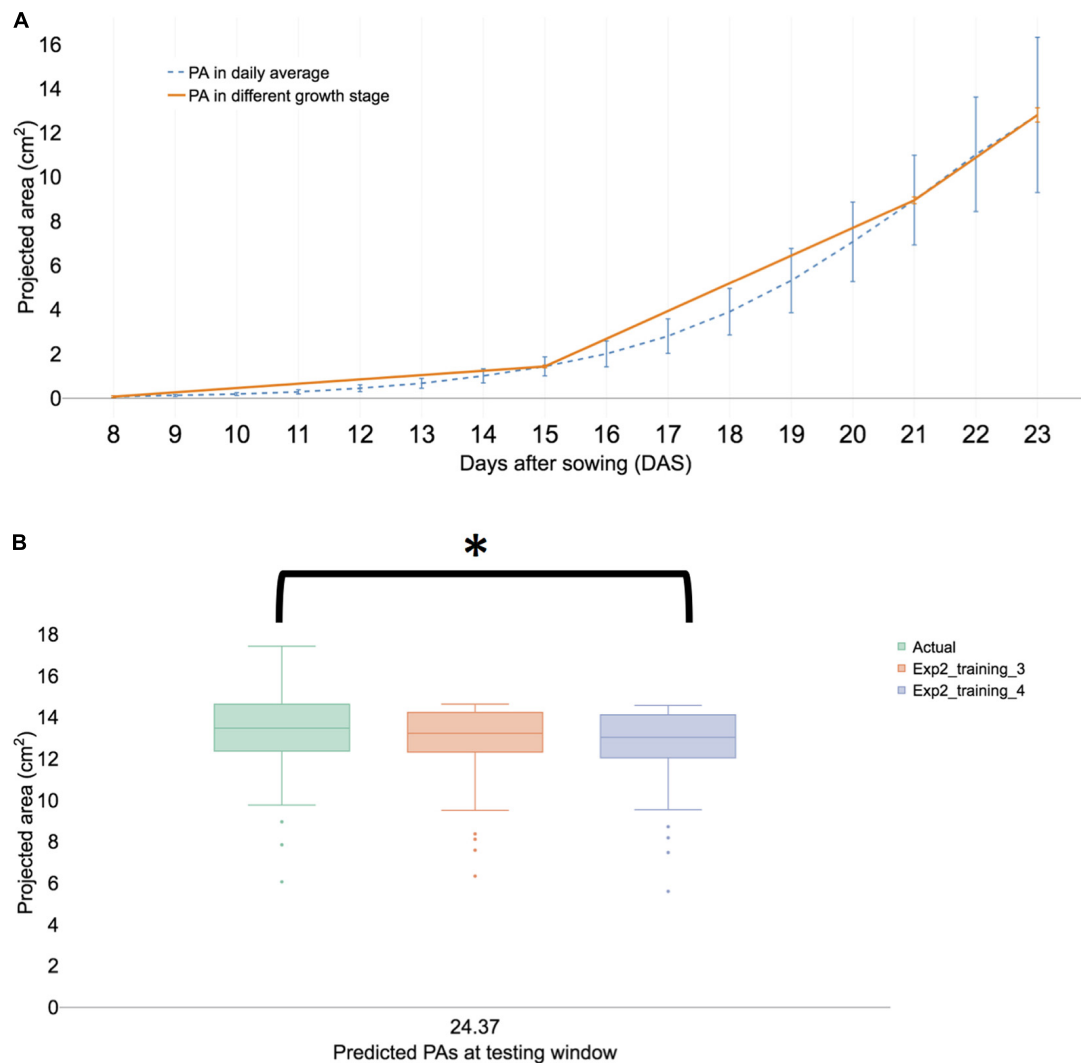 A
16
14
12
10
8
6
4
2
0
Projected area (cm²)
PA in daily average
PA in different growth stage
8 9 10 11 12 13 14 15 16 17 18 19 20 21 22 23
Days after sowing (DAS)
B
*
18
16
14
12
10
8
6
4
2
0
Projected area (cm²)
Actual
Exp2_training_3
Exp2_training_4
24.37
Predicted PAs at testing window